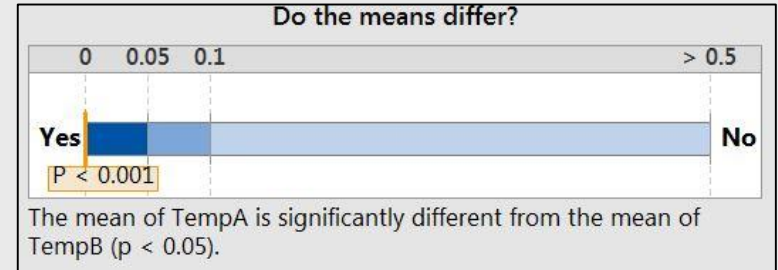 Do the means differ?
0 0.05 0.1 > 0.5
Yes No
P < 0.001
The mean of TempA is significantly different from the mean of
TempB (p < 0.05).